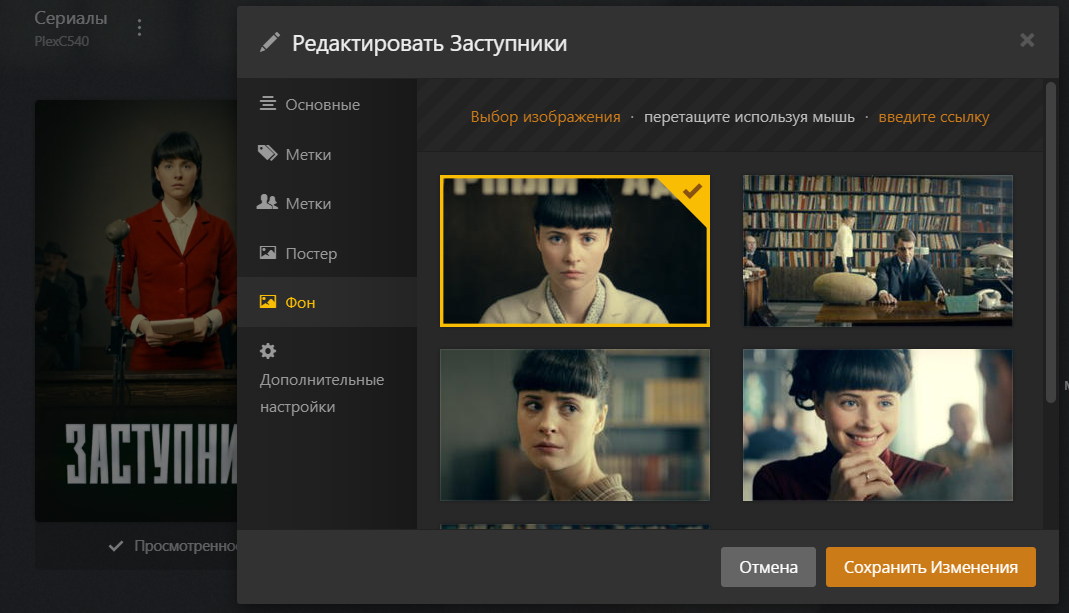 Сериалы
PlexC540
Редактировать Заступники
Основные
Метки
Метки
Постер
Фон
Дополнительные
настройки
Выбор изображения · перетащите используя мышь · введите ссылку
ЗАСТУПНИ
Просмотренно
Отмена
Сохранить Изменения